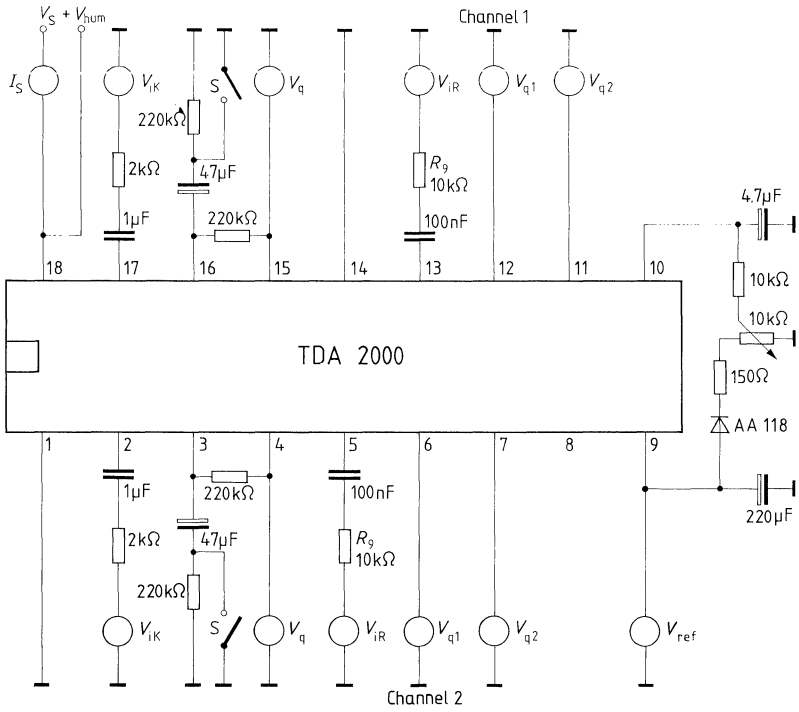 V_S + V_hum
Channel 1
I_S
V_iK
S
V_q
V_iR
V_q1
V_q2
220kΩ
2kΩ
47µF
R_9
10kΩ
4.7µF
1µF
220kΩ
100nF
18 17 16 15 14 13 12 11 10
10kΩ
10kΩ
TDA 2000
150Ω
AA 118
1 2 3 4 5 6 7 8 9
1µF
220kΩ
100nF
220µF
2kΩ
47µF
R_9
10kΩ
220kΩ
S
V_iK
V_q
V_iR
V_q1
V_q2
V_ref
Channel 2